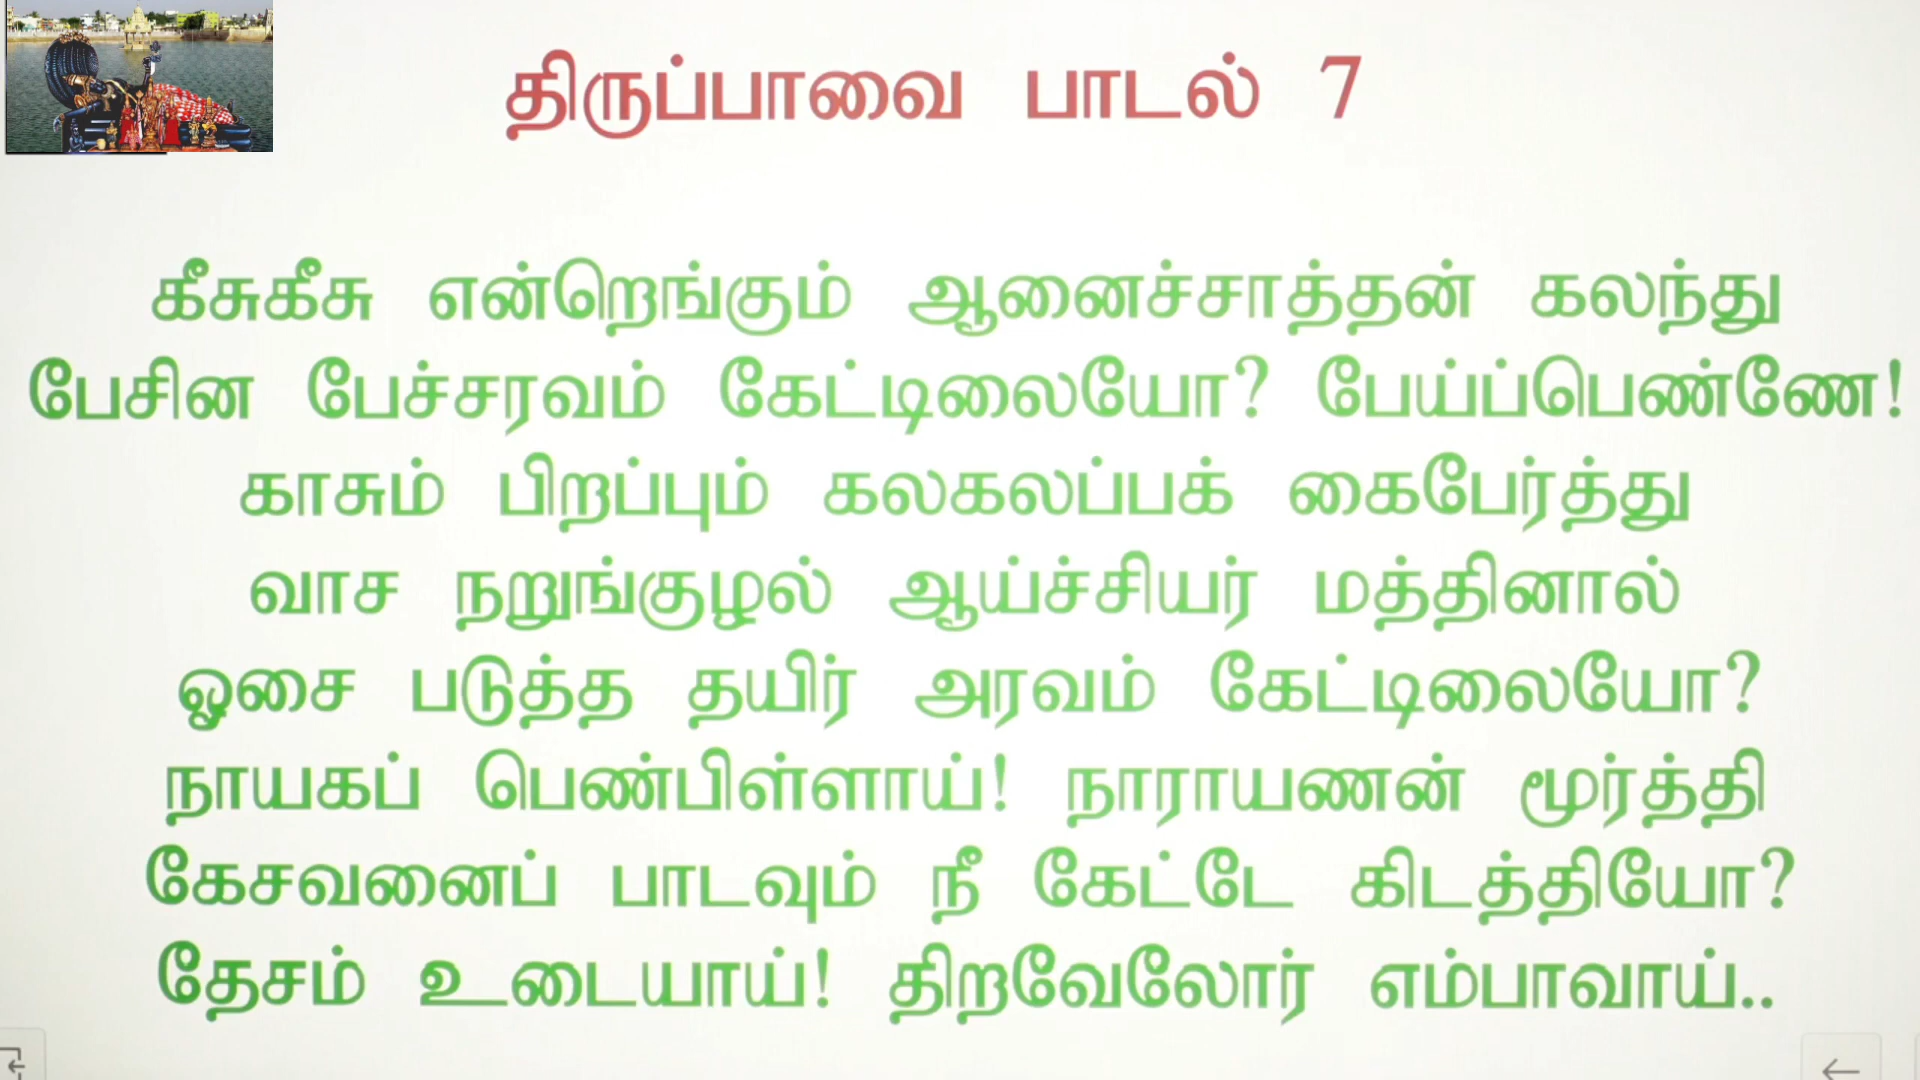 திருப்பாவை பாடல் 7
கீசுகீசு என்றெங்கும் ஆனைச்சாத்தன் கலந்து
பேசின பேச்சரவம் கேட்டிலையோ? பேய்ப்பெண்ணே!
காசும் பிறப்பும் கலகலப்பக் கைபேர்த்து
வாச நறுங்குழல் ஆய்ச்சியர் மத்தினால்
ஓசை படுத்த தயிர் அரவம் கேட்டிலையோ?
நாயகப் பெண்பிள்ளாய்! நாராயணன் மூர்த்தி
கேசவனைப் பாடவும் நீ கேட்டே கிடத்தியோ?
தேசம் உடையாய்! திறவேலோர் எம்பாவாய்..